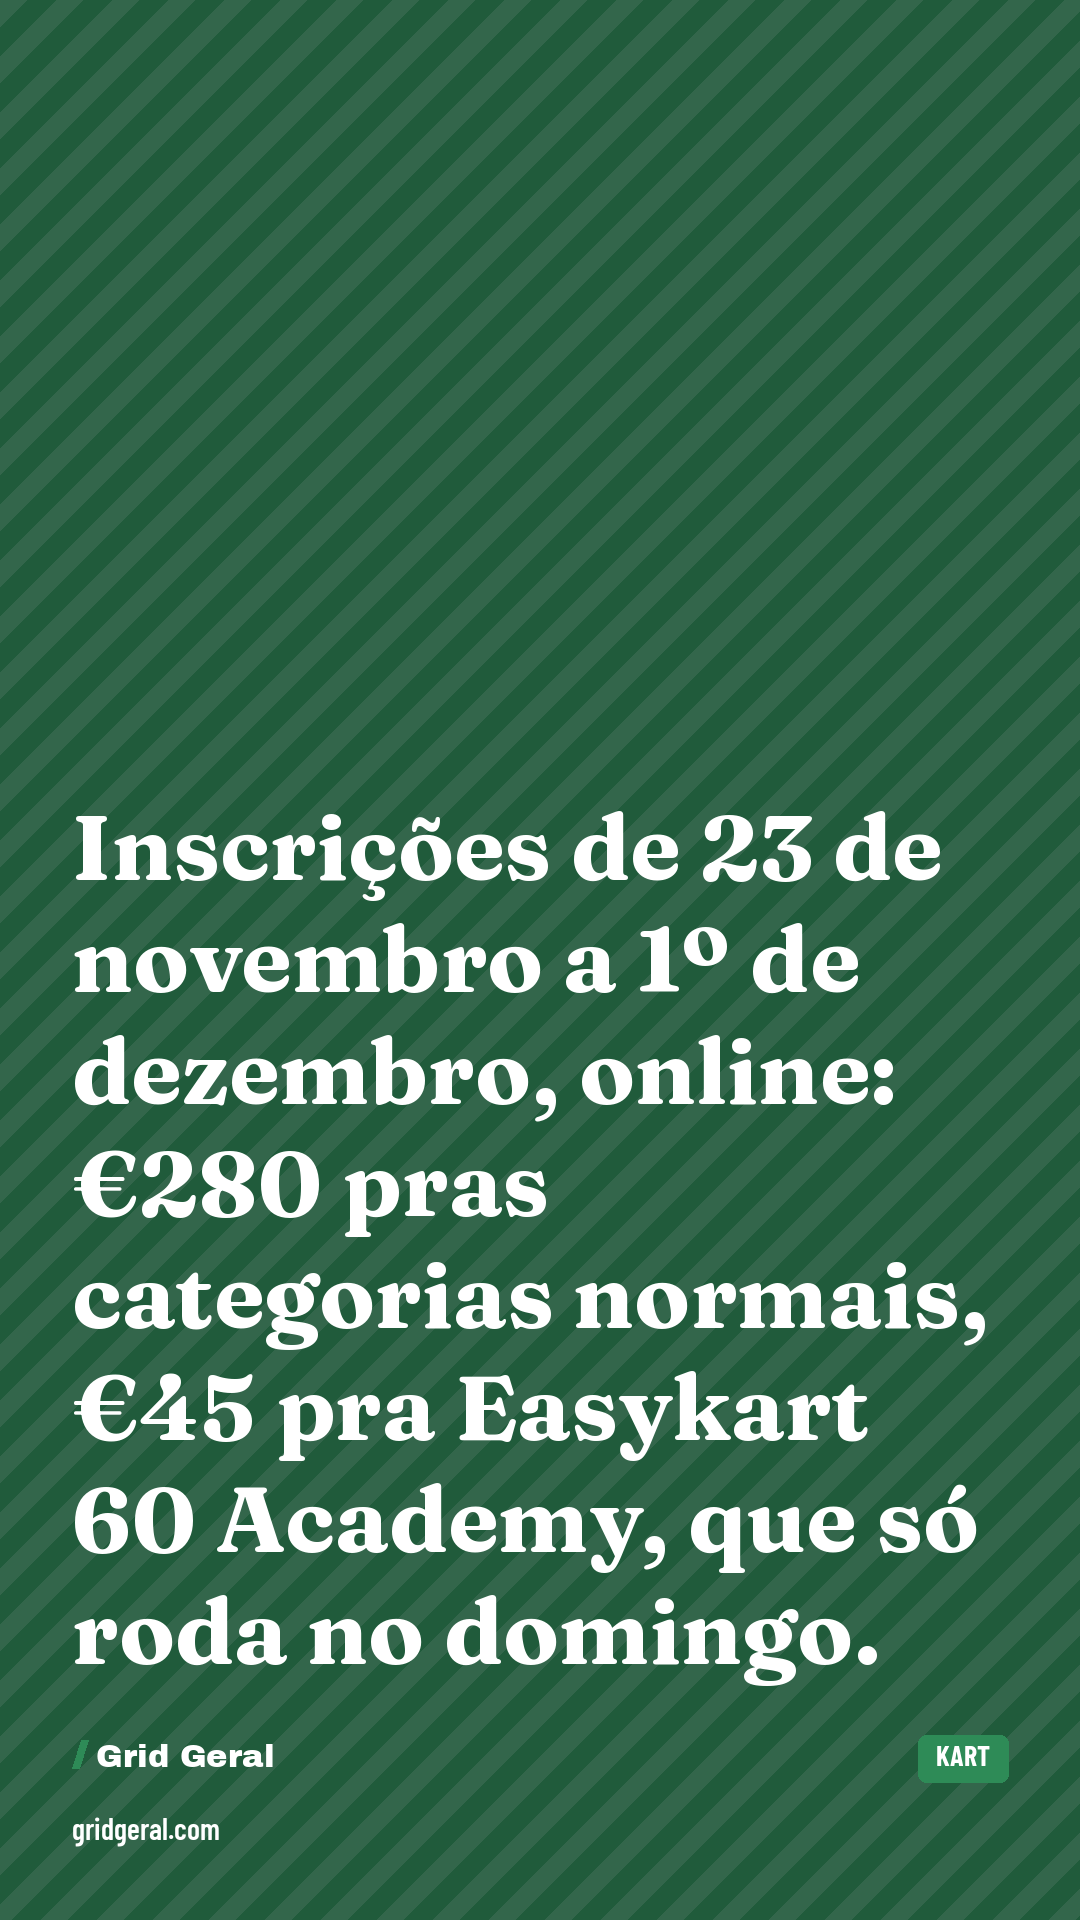 Inscrições de 23 de
novembro a 1º de
dezembro, online:
€280 pras
categorias normais,
€45 pra Easykart
60 Academy, que só
roda no domingo.
Grid Geral
KART
gridgeral.com